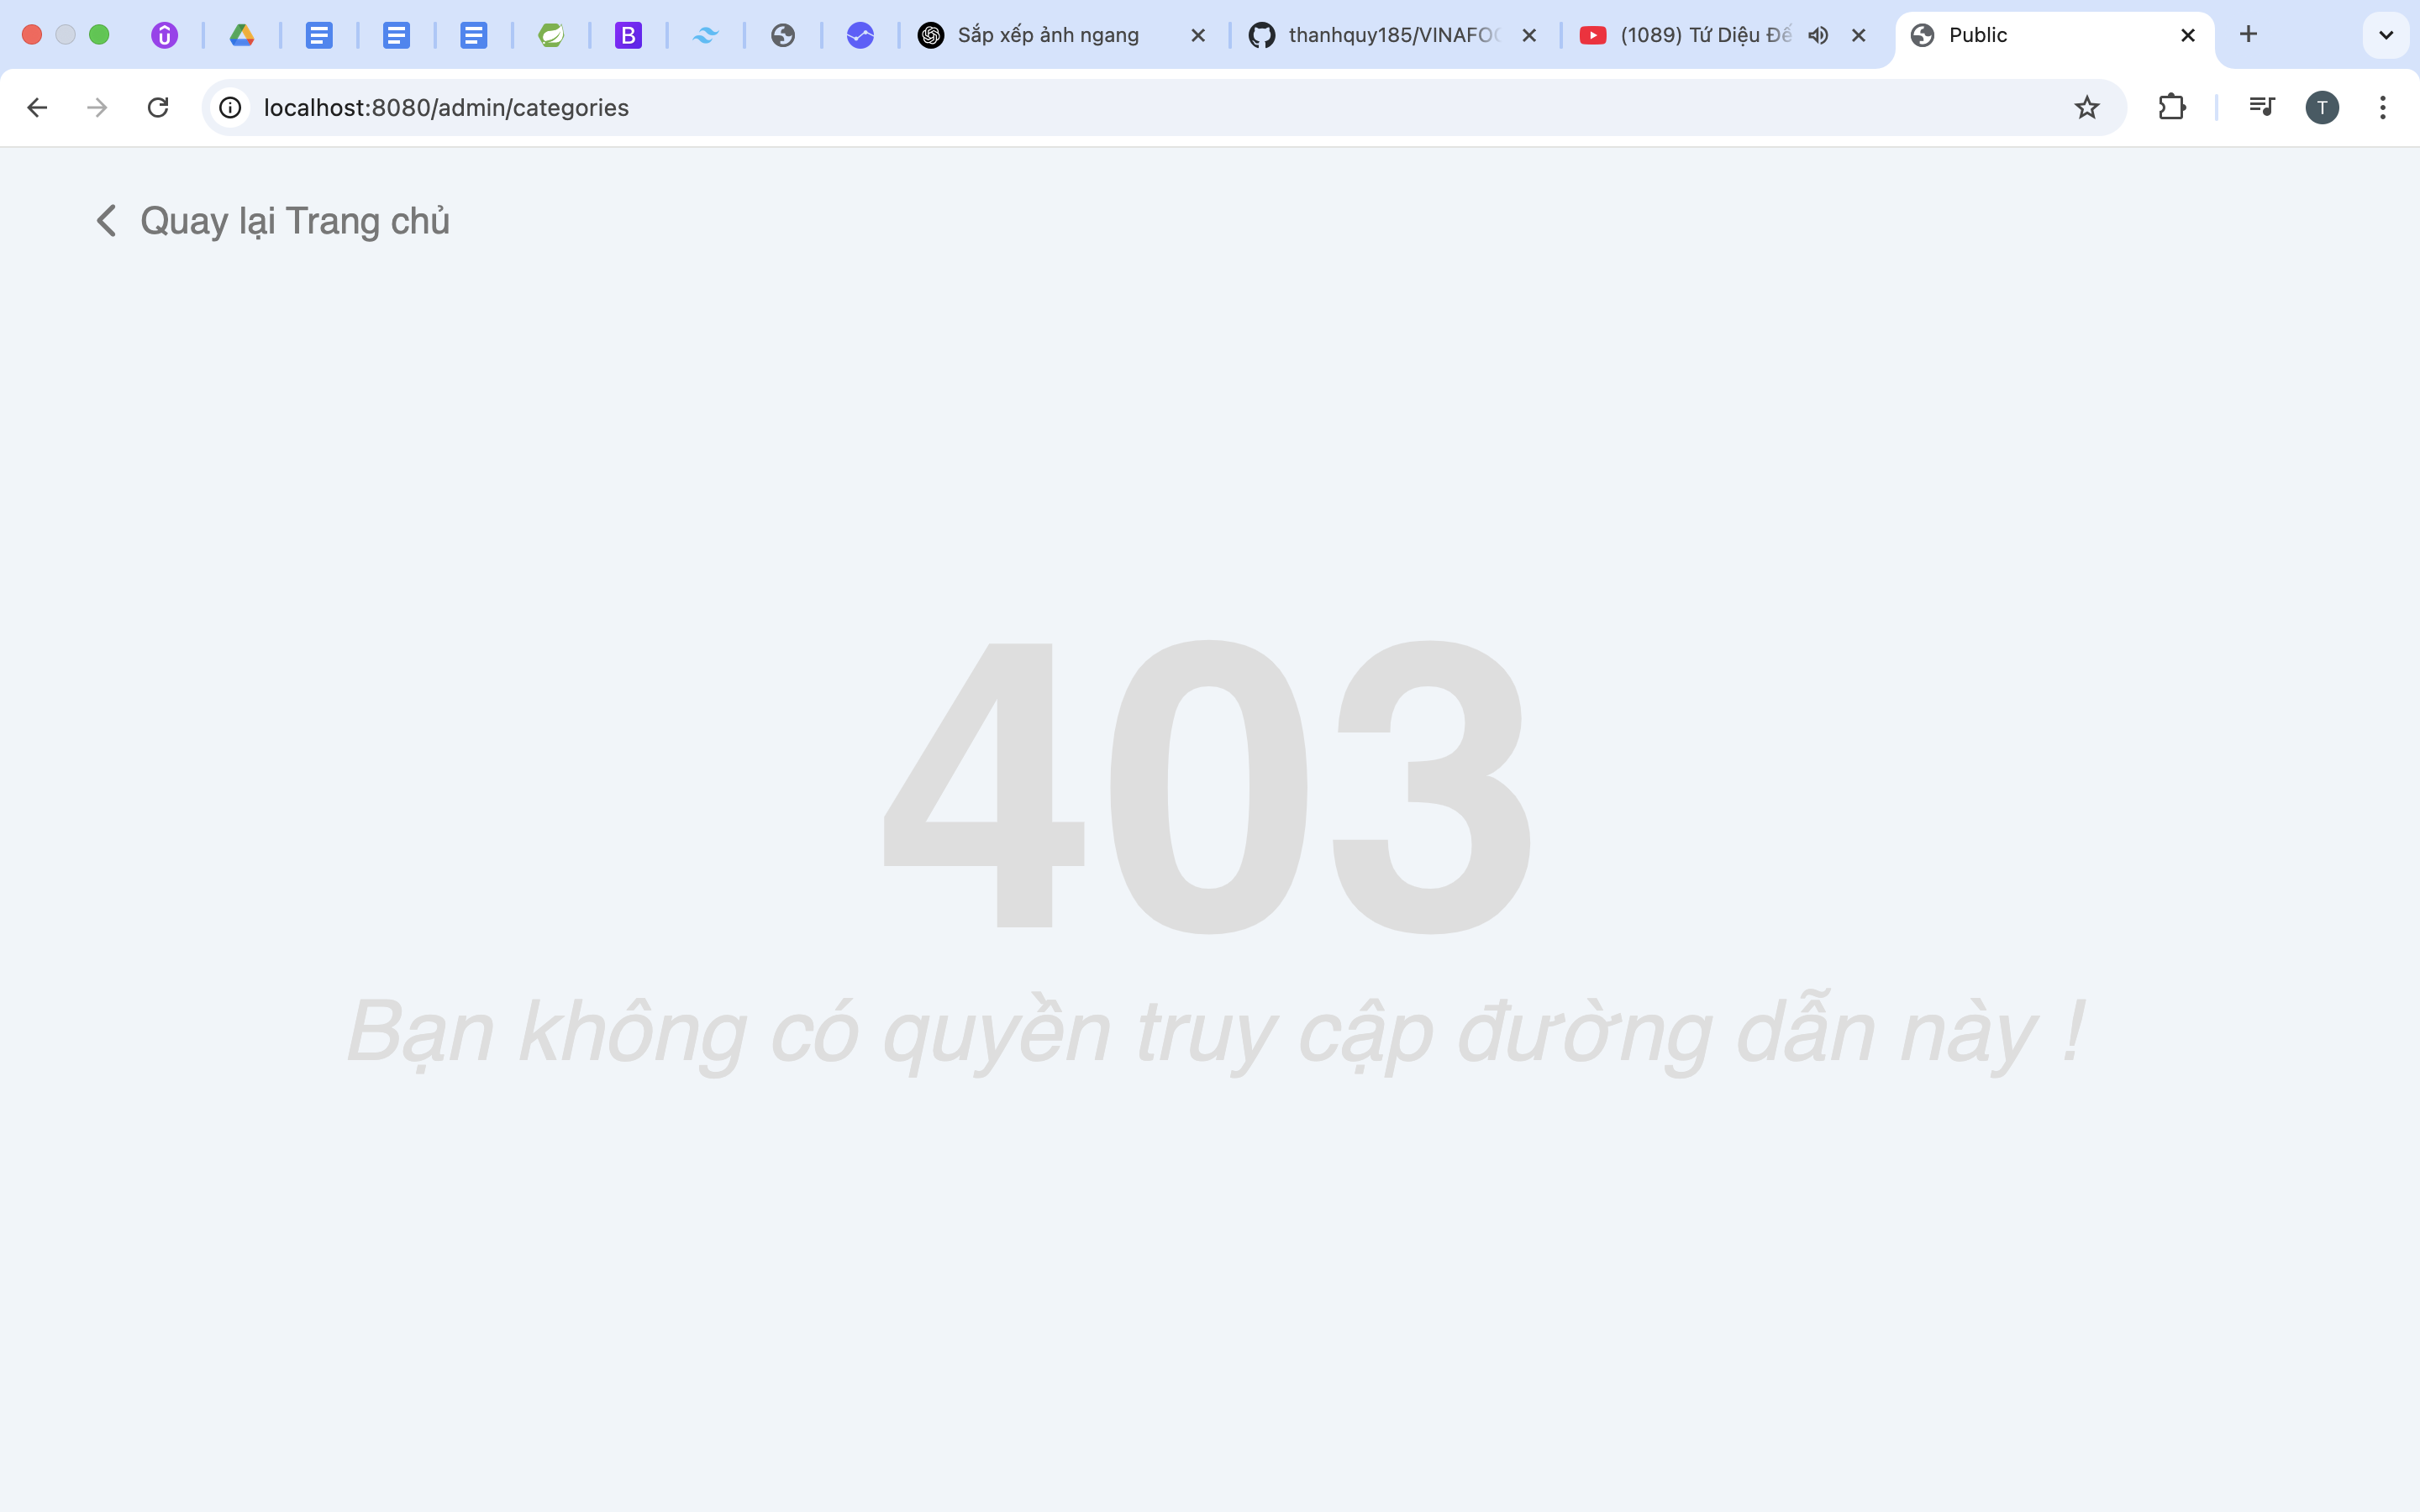 Sắp xếp ảnh ngang
thanhquy185/VINAFO
(1089) Tứ Diệu Đế
Public
localhost:8080/admin/categories
T
Quay lại Trang chủ
403
Bạn không có quyền truy cập đường dẫn này !